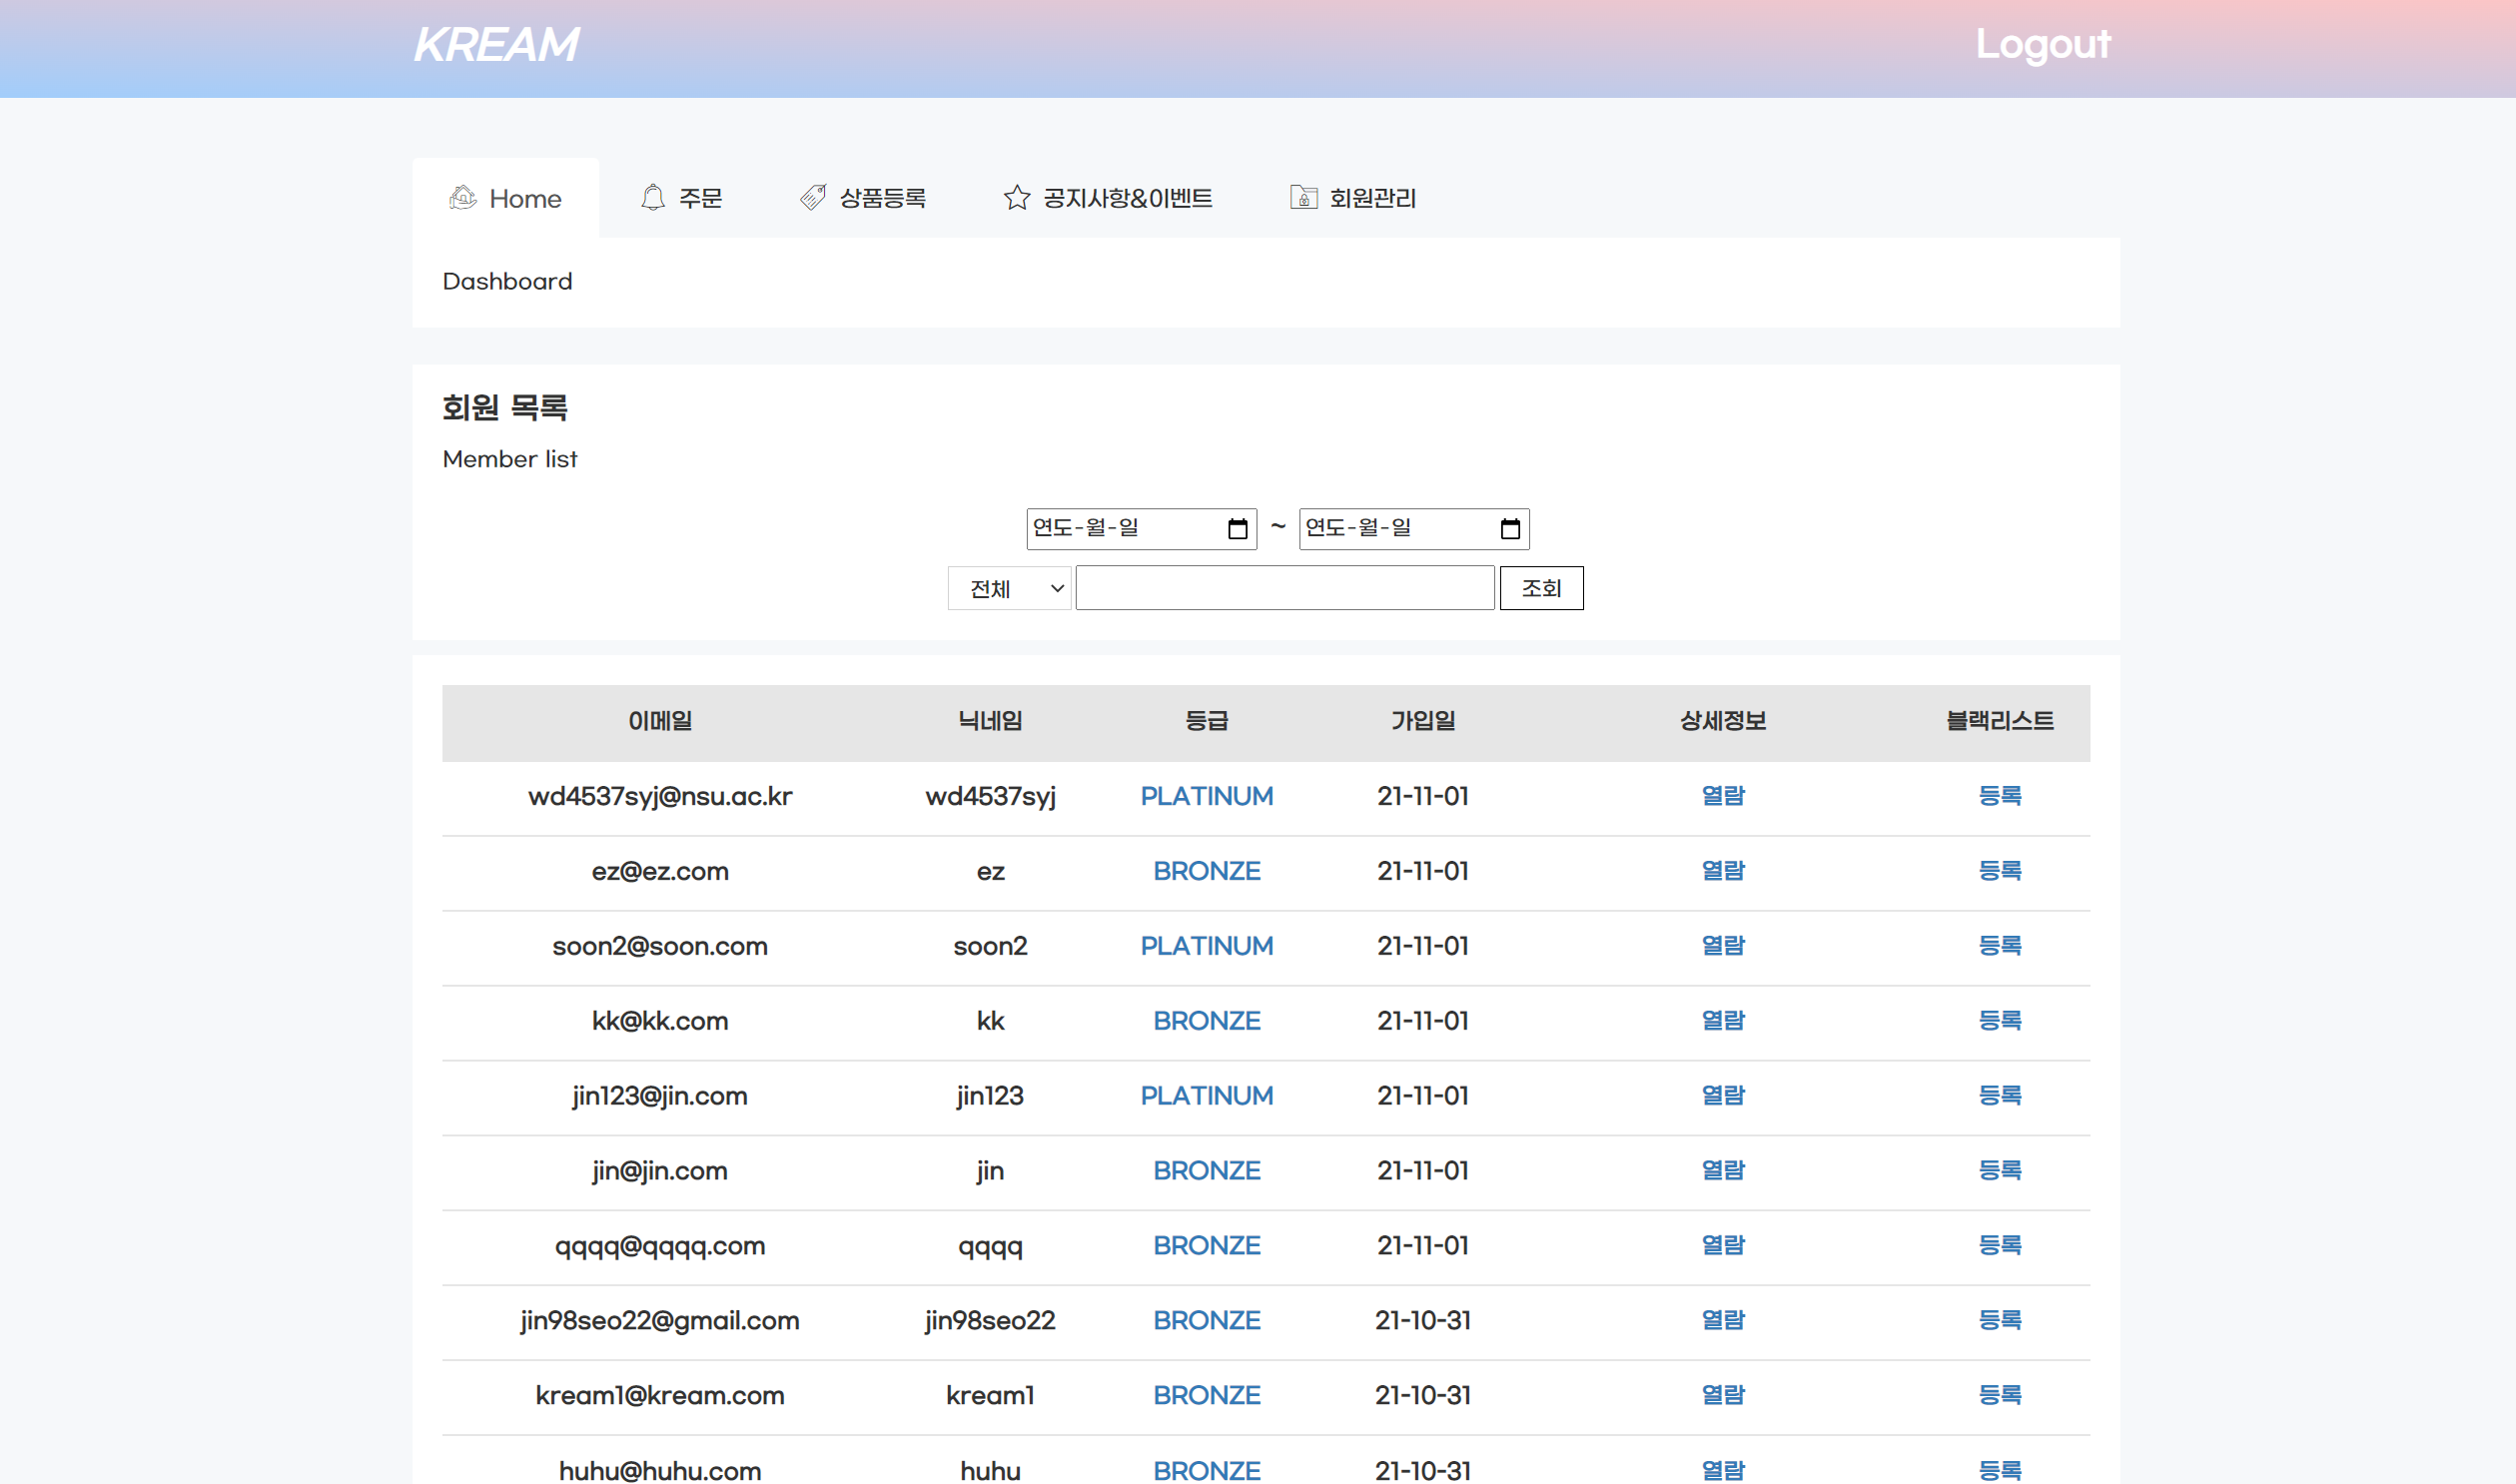 KREAM Logout
Home 주문 상품등록 공지사항&이벤트 회원관리
Dashboard
회원 목록
Member list
연도-월-일 ~ 연도-월-일
전체 조회
이메일 닉네임 등급 가입일 상세정보 블랙리스트
wd4537syj@nsu.ac.kr wd4537syj PLATINUM 21-11-01 열람 등록
ez@ez.com ez BRONZE 21-11-01 열람 등록
soon2@soon.com soon2 PLATINUM 21-11-01 열람 등록
kk@kk.com kk BRONZE 21-11-01 열람 등록
jin123@jin.com jin123 PLATINUM 21-11-01 열람 등록
jin@jin.com jin BRONZE 21-11-01 열람 등록
qqqq@qqqq.com qqqq BRONZE 21-11-01 열람 등록
jin98seo22@gmail.com jin98seo22 BRONZE 21-10-31 열람 등록
kream1@kream.com kream1 BRONZE 21-10-31 열람 등록
huhu@huhu.com huhu BRONZE 21-10-31 열람 등록